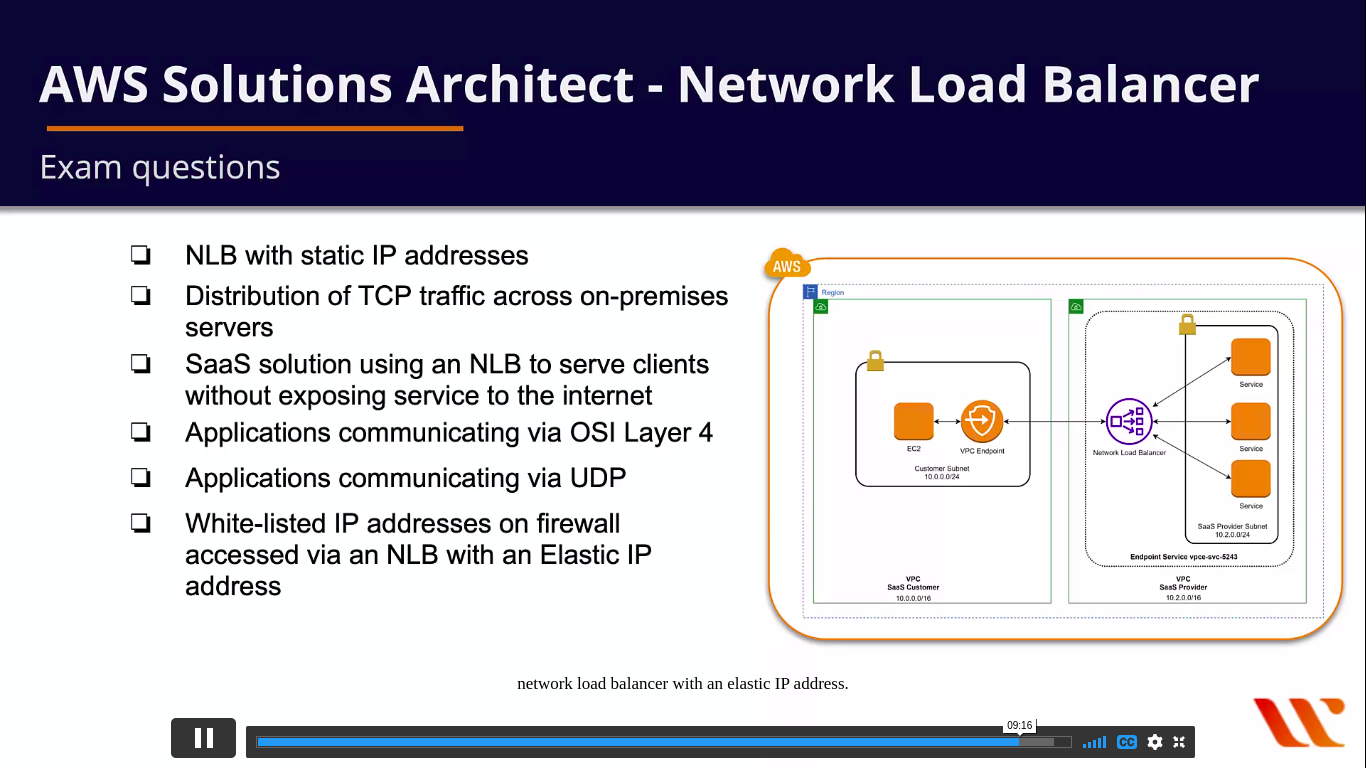 AWS Solutions Architect - Network Load Balancer
Exam questions
NLB with static IP addresses
Distribution of TCP traffic across on-premises
servers
SaaS solution using an NLB to serve clients
without exposing service to the internet
Applications communicating via OSI Layer 4
Applications communicating via UDP
White-listed IP addresses on firewall
accessed via an NLB with an Elastic IP
address
AWS
Region
EC2
VPC Endpoint
Customer Subnet
10.0.0.0/24
VPC
SaaS Customer
10.0.0.0/16
Network Load Balancer
Service
Service
Service
SaaS Provider Subnet
10.2.0.0/24
Endpoint Service vpce-svc-5243
VPC
SaaS Provider
10.2.0.0/16
network load balancer with an elastic IP address.
09:16
CC